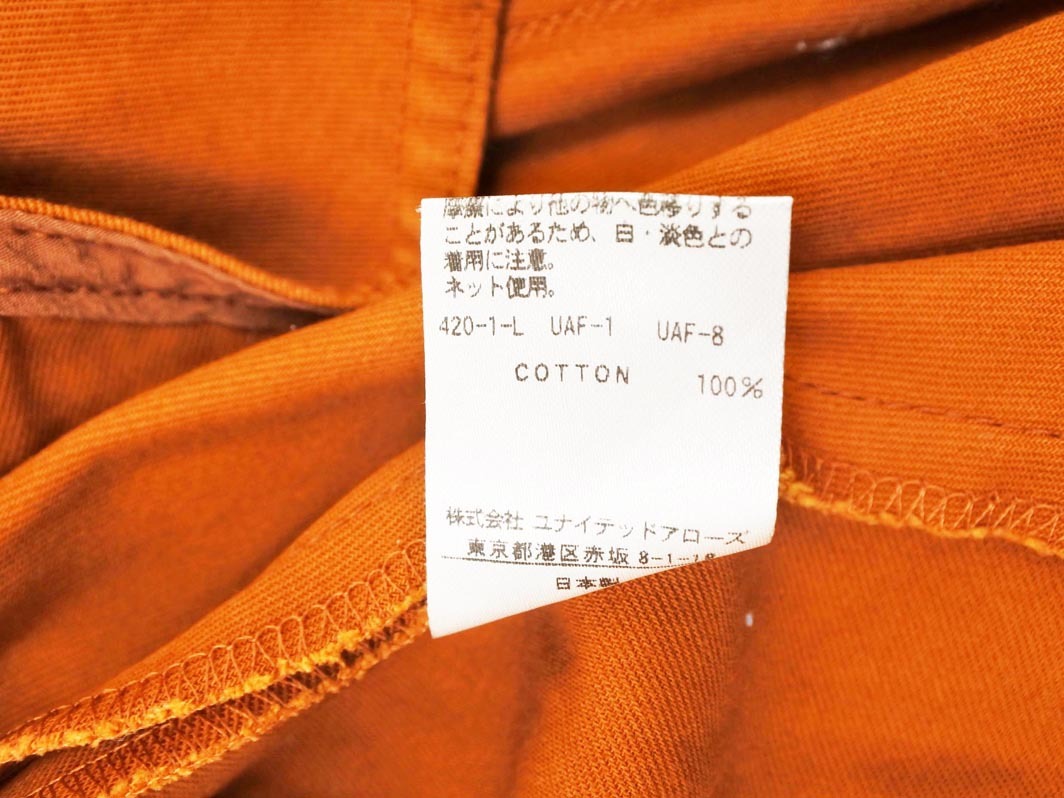 摩擦により他の物へ色移りする
ことがあるため、白・淡色との
着用に注意。
ネット使用。
420-1-L UAF-1 UAF-8
COTTON 100%
株式会社 ユナイテッドアローズ
東京都港区赤坂 8-1-19
日本製